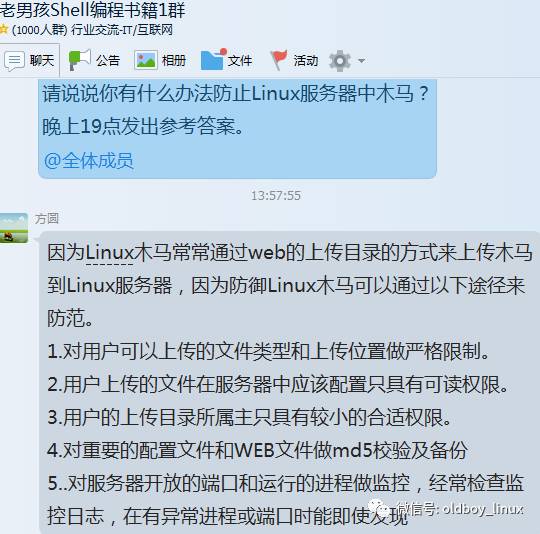 老男孩Shell编程书籍1群
(1000人群) 行业交流-IT/互联网
聊天 公告 相册 文件 活动
请说说你有什么办法防止Linux服务器中木马？
晚上19点发出参考答案。
@全体成员
13:57:55
方圆
因为Linux木马常常通过web的上传目录的方式来上传木马
到Linux服务器，因为防御Linux木马可以通过以下途径来
防范。
1.对用户可以上传的文件类型和上传位置做严格限制。
2.用户上传的文件在服务器中应该配置只具有可读权限。
3.用户的上传目录所属主只具有较小的合适权限。
4.对重要的配置文件和WEB文件做md5校验及备份
5..对服务器开放的端口和运行的进程做监控，经常检查监
控日志，在有异常进程或端口时能即使发现
微信号: oldboy_linux